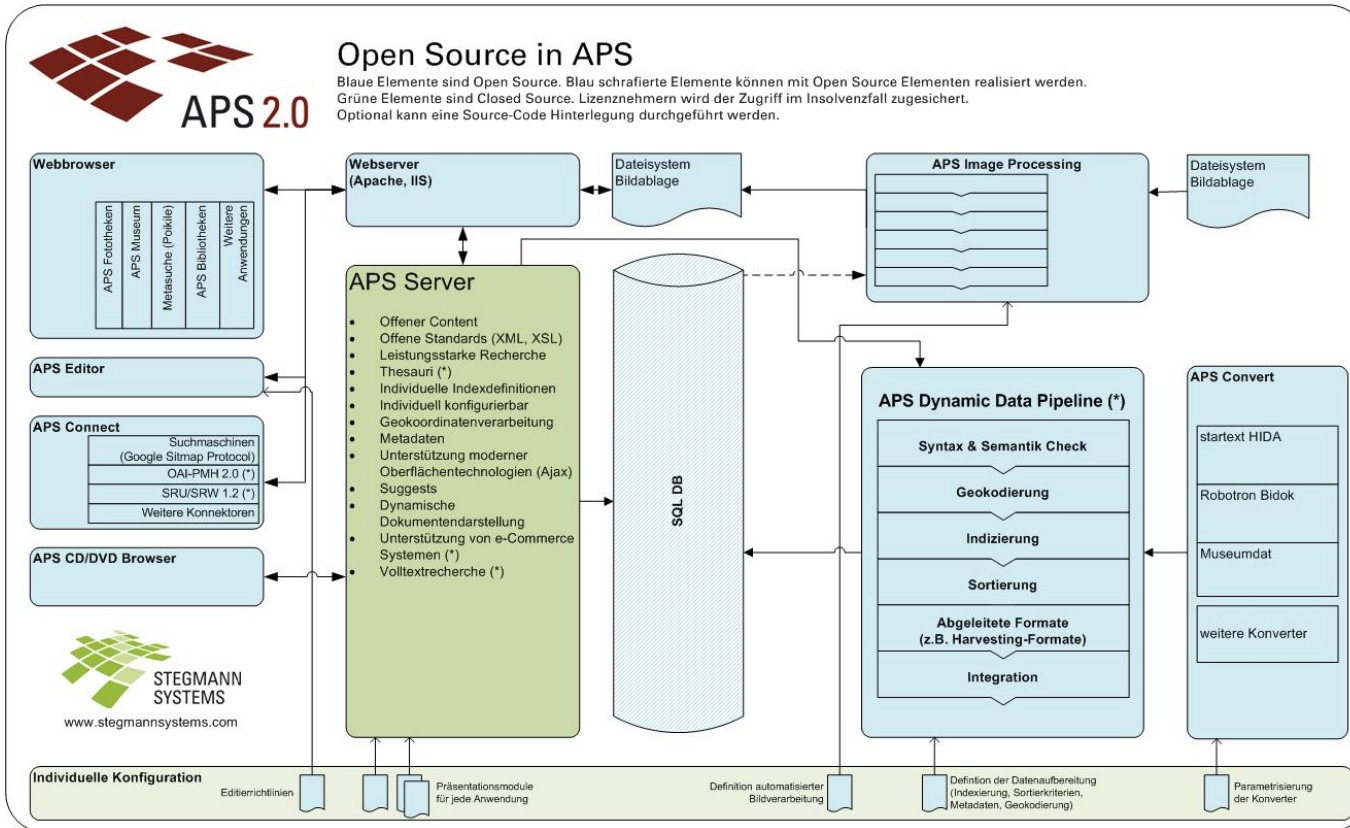 APS 2.0
Open Source in APS
Blaue Elemente sind Open Source. Blau schrafierte Elemente können mit Open Source Elementen realisiert werden.
Grüne Elemente sind Closed Source. Lizenznehmern wird der Zugriff im Insolvenzfall zugesichert.
Optional kann eine Source-Code Hinterlegung durchgeführt werden.
Webbrowser
APS Fototheken
APS Museum
Metasuche (Poikile)
APS Bibliotheken
Weitere
Anwendungen
Webserver
(Apache, IIS)
Dateisystem
Bildablage
APS Image Processing
Dateisystem
Bildablage
APS Editor
APS Connect
Suchmaschinen
(Google Sitmap Protocol)
OAI-PMH 2.0 (*)
SRU/SRW 1.2 (*)
Weitere Konnektoren
APS CD/DVD Browser
APS Server
• Offener Content
• Offene Standards (XML, XSL)
• Leistungsstarke Recherche
• Thesauri (*)
• Individuelle Indexdefinitionen
• Individuell konfigurierbar
• Geokoordinatenverarbeitung
• Metadaten
• Unterstützung moderner
Oberflächentechnologien (Ajax)
• Suggests
• Dynamische
Dokumentendarstellung
• Unterstützung von e-Commerce
Systemen (*)
• Volltextrecherche (*)
SQL DB
APS Dynamic Data Pipeline (*)
Syntax & Semantik Check
Geokodierung
Indizierung
Sortierung
Abgeleitete Formate
(z.B. Harvesting-Formate)
Integration
APS Convert
startext HIDA
Robotron Bidok
Museumdat
weitere Konverter
STEGMANN
SYSTEMS
www.stegmannsystems.com
Individuelle Konfiguration
Editierrichtlinien
Präsentationsmodule
für jede Anwendung
Definition automatisierter
Bildverarbeitung
Defintion der Datenaufbereitung
(Indexierung, Sortierkriterien,
Metadaten, Geokodierung)
Parametrisierung
der Konverter